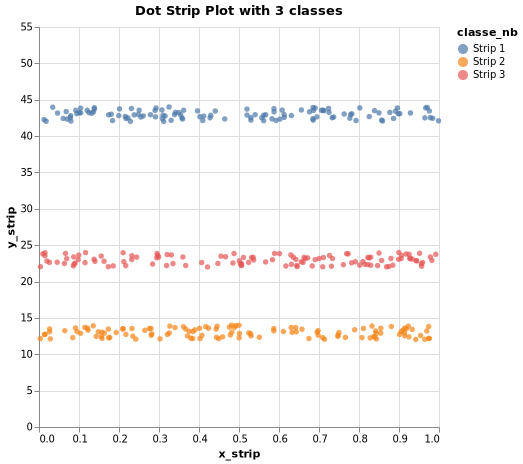 Dot Strip Plot with 3 classes
classe_nb
Strip 1
Strip 2
Strip 3
55
50
45
40
35
30
25
20
15
10
5
0
y_strip
0.0 0.1 0.2 0.3 0.4 0.5 0.6 0.7 0.8 0.9 1.0
x_strip